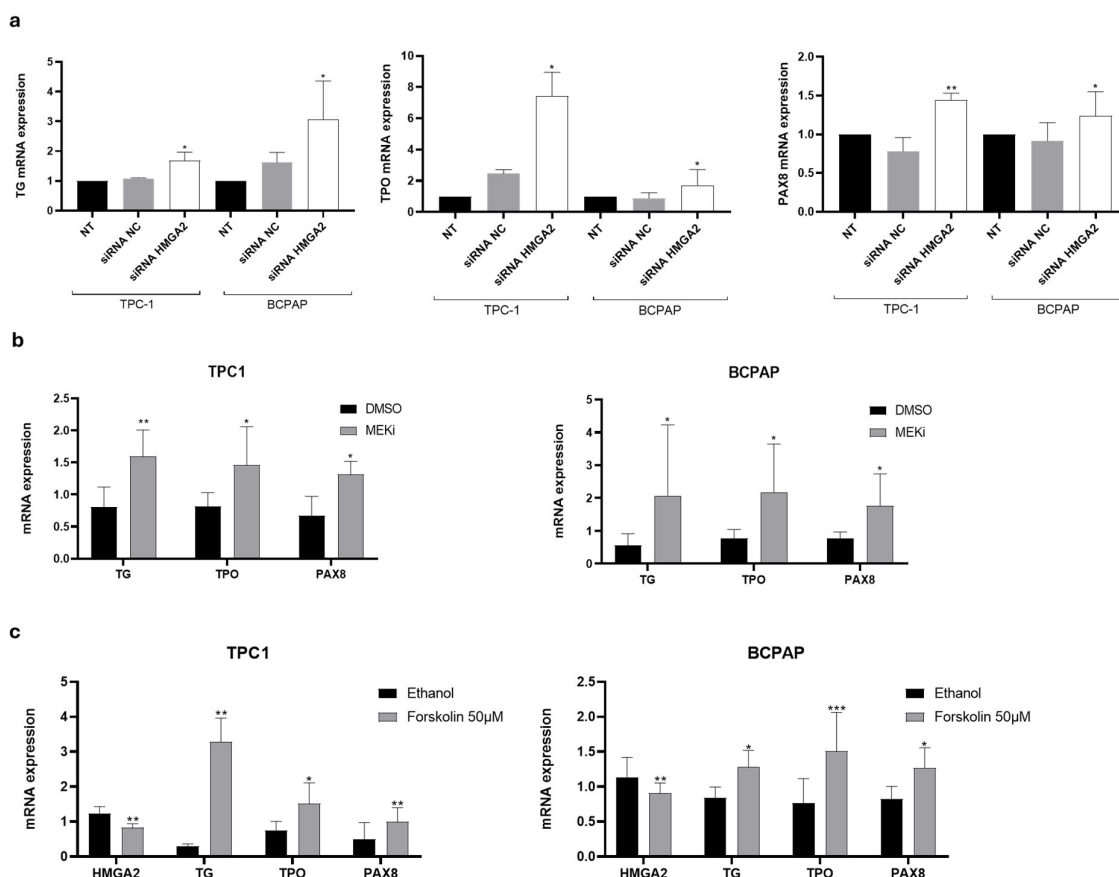 a
TG mRNA expression
5
4
3
2
1
0
NT
siRNA NC
siRNA HMGA2
NT
siRNA NC
siRNA HMGA2
*
*
TPC-1
BCPAP
TPO mRNA expression
10
8
6
4
2
0
NT
siRNA NC
siRNA HMGA2
NT
siRNA NC
siRNA HMGA2
*
*
TPC-1
BCPAP
PAX8 mRNA expression
2.0
1.5
1.0
0.5
0.0
NT
siRNA NC
siRNA HMGA2
NT
siRNA NC
siRNA HMGA2
**
*
TPC-1
BCPAP
b
TPC1
mRNA expression
2.5
2.0
1.5
1.0
0.5
0.0
**
*
*
TG
TPO
PAX8
DMSO
MEKi
BCPAP
mRNA expression
5
4
3
2
1
0
*
*
*
TG
TPO
PAX8
DMSO
MEKi
c
TPC1
mRNA expression
5
4
3
2
1
0
**
**
*
**
HMGA2
TG
TPO
PAX8
Ethanol
Forskolin 50µM
BCPAP
mRNA expression
2.5
2.0
1.5
1.0
0.5
0.0
**
*
***
*
HMGA2
TG
TPO
PAX8
Ethanol
Forskolin 50µM